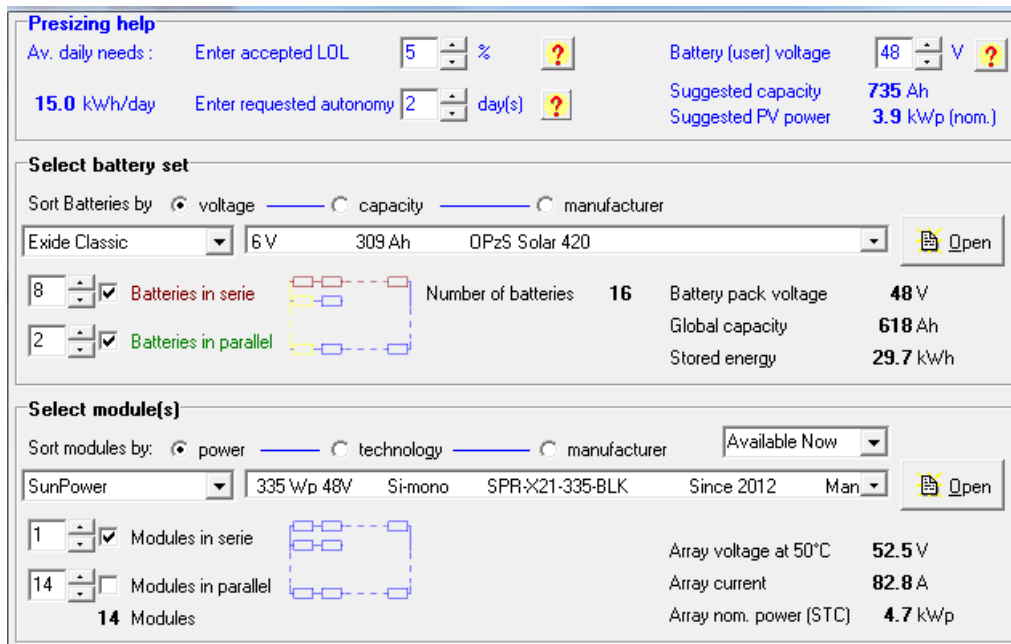 Presizing help
Av. daily needs : Enter accepted LOL 5 % ? Battery (user) voltage 48 V ?
Suggested capacity 735 Ah
15.0 kWh/day Enter requested autonomy 2 day(s) ? Suggested PV power 3.9 kWp (nom.)
Select battery set
Sort Batteries by voltage capacity manufacturer
Exide Classic 6 V 309 Ah OPzS Solar 420 Open
8 Batteries in serie Number of batteries 16 Battery pack voltage 48 V
Global capacity 618 Ah
2 Batteries in parallel Stored energy 29.7 kWh
Select module(s)
Sort modules by: power technology manufacturer Available Now
SunPower 335 Wp 48V Si-mono SPR-X21-335-BLK Since 2012 Man Open
1 Modules in serie Array voltage at 50°C 52.5 V
14 Modules in parallel Array current 82.8 A
14 Modules Array nom. power (STC) 4.7 kWp